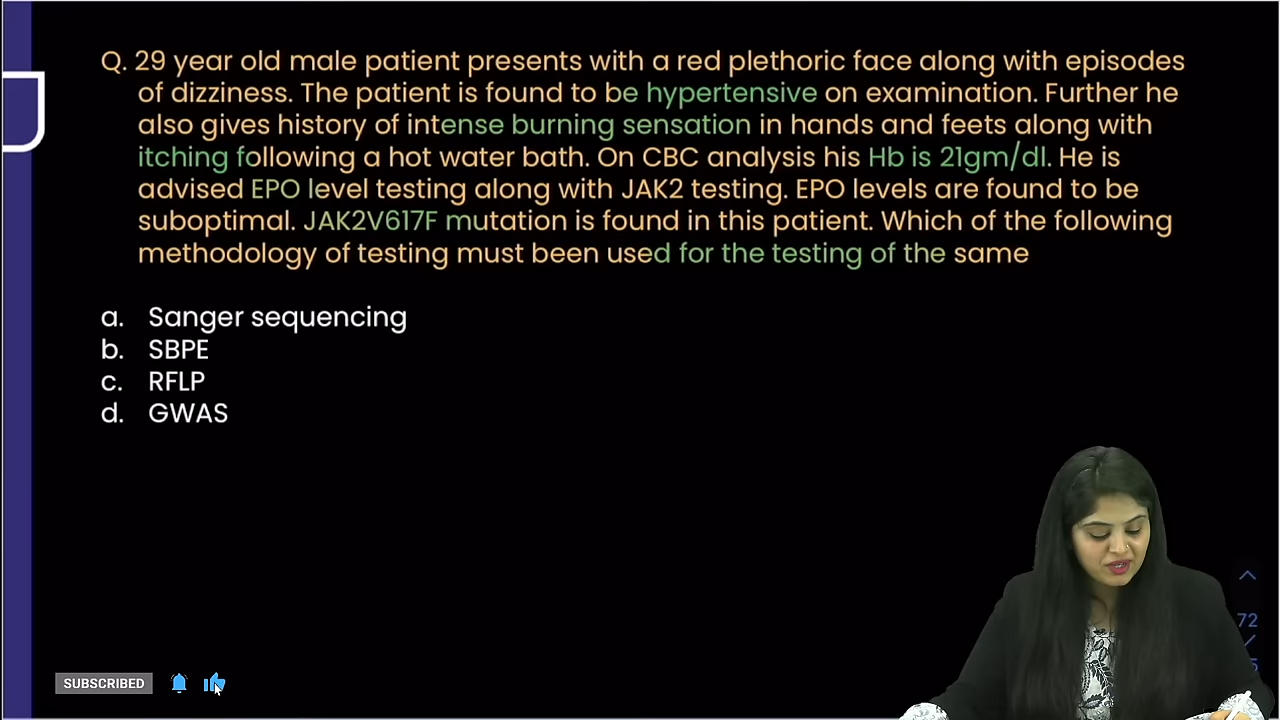 Q. 29 year old male patient presents with a red plethoric face along with episodes
of dizziness. The patient is found to be hypertensive on examination. Further he
also gives history of intense burning sensation in hands and feets along with
itching following a hot water bath. On CBC analysis his Hb is 21gm/dl. He is
advised EPO level testing along with JAK2 testing. EPO levels are found to be
suboptimal. JAK2V617F mutation is found in this patient. Which of the following
methodology of testing must been used for the testing of the same
a. Sanger sequencing
b. SBPE
c. RFLP
d. GWAS
72
SUBSCRIBED